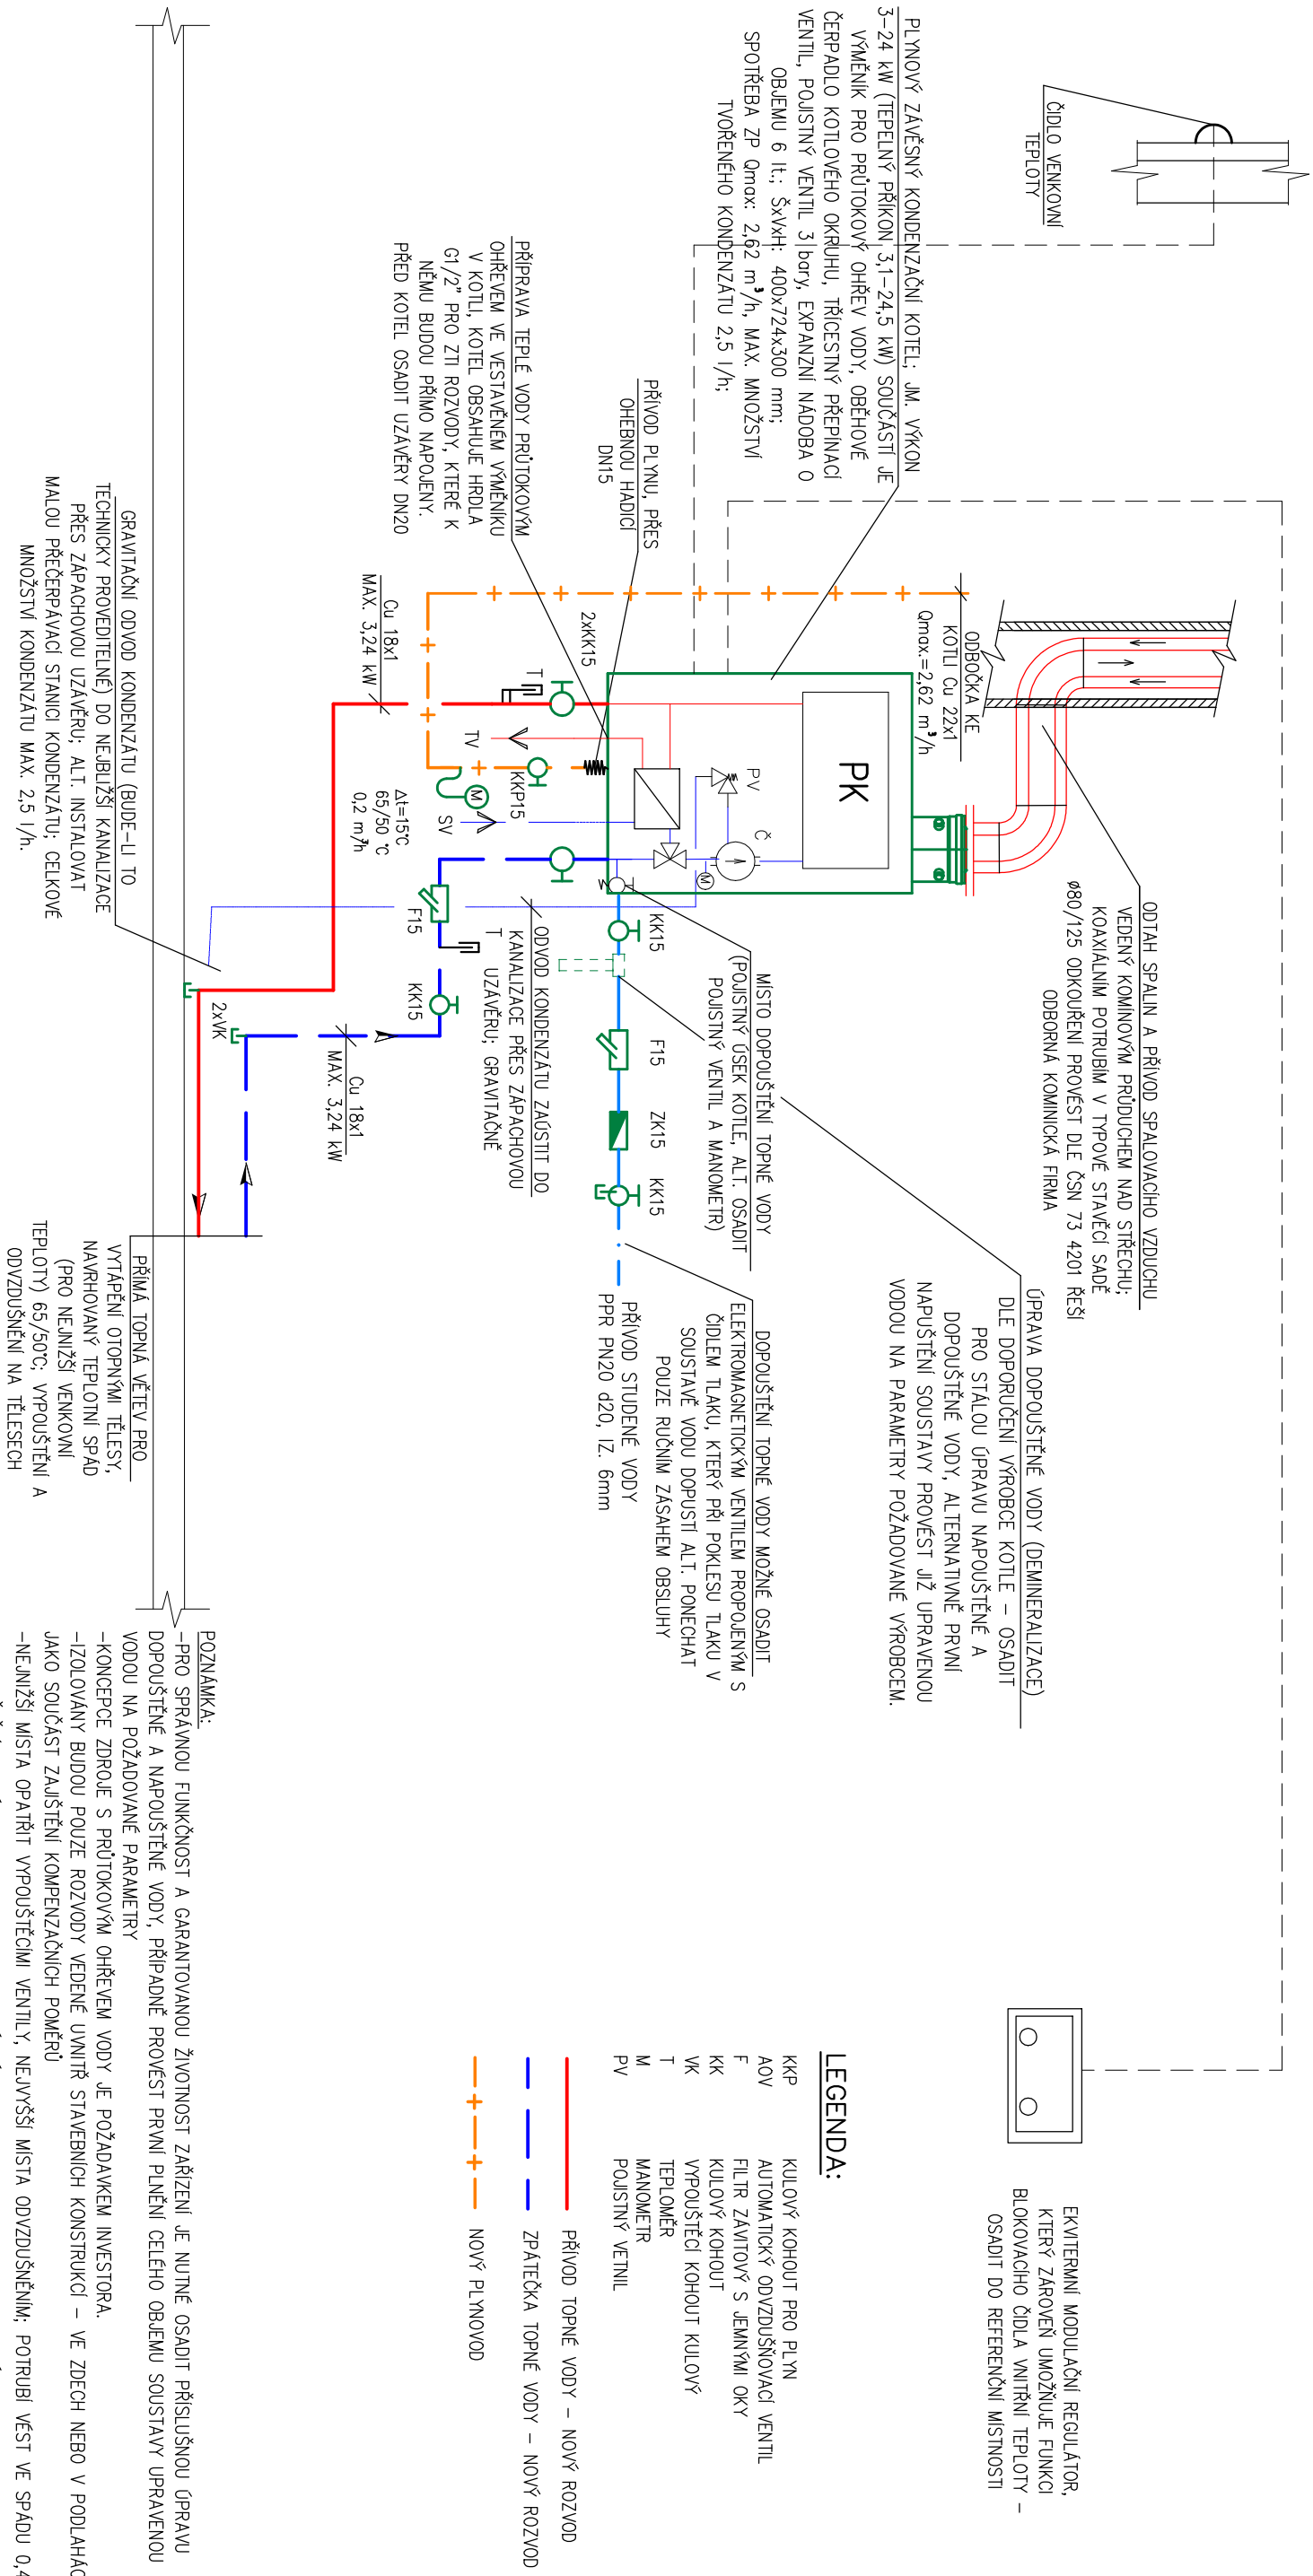 ČIDLO VENKOVNÍ
TEPLOTY
PLYNOVÝ ZÁVĚSNÝ KONDENZAČNÍ KOTEL; JM. VÝKON
3–24 kW (TEPELNÝ PŘÍKON 3,1–24,5 kW) SOUČÁSTÍ JE
VÝMĚNÍK PRO PRŮTOKOVÝ OHŘEV VODY, OBĚHOVÉ
ČERPADLO KOTLOVÉHO OKRUHU, TŘÍCESTNÝ PŘEPÍNACÍ
VENTIL, POJISTNÝ VENTIL 3 bary, EXPANZNÍ NÁDOBA O
OBJEMU 6 lt.; ŠxVxH: 400x724x300 mm;
SPOTŘEBA ZP Qmax: 2,62 m³/h, MAX. MNOŽSTVÍ
TVOŘENÉHO KONDENZÁTU 2,5 l/h;
PŘÍVOD PLYNU, PŘES
OHEBNOU HADICÍ
DN15
PŘÍPRAVA TEPLÉ VODY PRŮTOKOVÝM
OHŘEVEM VE VESTAVĚNÉM VÝMĚNÍKU
V KOTLI, KOTEL OBSAHUJE HRDLA
G1/2" PRO ZTI ROZVODY, KTERÉ K
NĚMU BUDOU PŘÍMO NAPOJENY.
PŘED KOTEL OSADIT UZÁVĚRY DN20
GRAVITAČNÍ ODVOD KONDENZÁTU (BUDE–LI TO
TECHNICKY PROVEDITELNÉ) DO NEJBLIŽŠÍ KANALIZACE
PŘES ZÁPACHOVOU UZÁVĚRU; ALT. INSTALOVAT
MALOU PŘEČERPÁVACÍ STANICI KONDENZÁTU; CELKOVÉ
MNOŽSTVÍ KONDENZÁTU MAX. 2,5 l/h.
ODBOČKA KE
KOTLI Cu 22x1
Qmax.=2,62 m³/h
PK
PV
Č
M
2xKK15
T
TV
KKP15
M
SV
Δt=15°C
65/50 °C
0,2 m³/h
Cu 18x1
MAX. 3,24 kW
F15
T
KK15
2xVK
Cu 18x1
MAX. 3,24 kW
KK15
F15
ZK15
KK15
ODVOD KONDENZÁTU ZAÚSTIT DO
KANALIZACE PŘES ZÁPACHOVOU
UZÁVĚRU; GRAVITAČNĚ
MÍSTO DOPOUŠTĚNÍ TOPNÉ VODY
(POJISTNÝ ÚSEK KOTLE, ALT. OSADIT
POJISTNÝ VENTIL A MANOMETR)
ODTAH SPALIN A PŘÍVOD SPALOVACÍHO VZDUCHU
VEDENÝ KOMÍNOVÝM PRŮDUCHEM NAD STŘECHU;
KOAXIÁLNÍM POTRUBÍM V TYPOVÉ STAVĚCÍ SADĚ
ø80/125 ODKOUŘENÍ PROVÉST DLE ČSN 73 4201 ŘEŠÍ
ODBORNÁ KOMINICKÁ FIRMA
ÚPRAVA DOPOUŠTĚNÉ VODY (DEMINERALIZACE)
DLE DOPORUČENÍ VÝROBCE KOTLE – OSADIT
PRO STÁLOU ÚPRAVU NAPOUŠTĚNÉ A
DOPOUŠTĚNÉ VODY, ALTERNATIVNĚ PRVNÍ
NAPUŠTĚNÍ SOUSTAVY PROVÉST JIŽ UPRAVENOU
VODOU NA PARAMETRY POŽADOVANÉ VÝROBCEM.
DOPOUŠTĚNÍ TOPNÉ VODY MOŽNÉ OSADIT
ELEKTROMAGNETICKÝM VENTILEM PROPOJENÝM S
ČIDLEM TLAKU, KTERÝ PŘI POKLESU TLAKU V
SOUSTAVĚ VODU DOPUSTÍ ALT. PONECHAT
POUZE RUČNÍM ZÁSAHEM OBSLUHY
PŘÍVOD STUDENÉ VODY
PPR PN20 d20, IZ. 6mm
PŘÍMÁ TOPNÁ VĚTEV PRO
VYTÁPĚNÍ OTOPNÝMI TĚLESY,
NAVRHOVANÝ TEPLOTNÍ SPÁD
(PRO NEJNIŽŠÍ VENKOVNÍ
TEPLOTY) 65/50°C; VYPOUŠTĚNÍ A
ODVZDUŠNĚNÍ NA TĚLESECH
EKVITERMNÍ MODULAČNÍ REGULÁTOR,
KTERÝ ZÁROVEŇ UMOŽŇUJE FUNKCI
BLOKOVACÍHO ČIDLA VNITŘNÍ TEPLOTY –
OSADIT DO REFERENČNÍ MÍSTNOSTI
LEGENDA:
KKP KULOVÝ KOHOUT PRO PLYN
AOV AUTOMATICKÝ ODVZDUŠŇOVACÍ VENTIL
F FILTR ZÁVITOVÝ S JEMNÝMI OKY
KK KULOVÝ KOHOUT
VK VYPOUŠTĚCÍ KOHOUT KULOVÝ
T TEPLOMĚR
M MANOMETR
PV POJISTNÝ VETNIL
PŘÍVOD TOPNÉ VODY – NOVÝ ROZVOD
ZPÁTEČKA TOPNÉ VODY – NOVÝ ROZVOD
NOVÝ PLYNOVOD
POZNÁMKA:
–PRO SPRÁVNOU FUNKČNOST A GARANTOVANOU ŽIVOTNOST ZAŘÍZENÍ JE NUTNÉ OSADIT PŘÍSLUŠNOU ÚPRAVU
DOPOUŠTĚNÉ A NAPOUŠTĚNÉ VODY, PŘÍPADNĚ PROVÉST PRVNÍ PLNĚNÍ CELÉHO OBJEMU SOUSTAVY UPRAVENOU
VODOU NA POŽADOVANÉ PARAMETRY
–KONCEPCE ZDROJE S PRŮTOKOVÝM OHŘEVEM VODY JE POŽADAVKEM INVESTORA.
–IZOLOVÁNY BUDOU POUZE ROZVODY VEDENÉ UVNITŘ STAVEBNÍCH KONSTRUKCÍ – VE ZDECH NEBO V PODLAHÁC
JAKO SOUČÁST ZAJIŠTĚNÍ KOMPENZAČNÍCH POMĚRŮ
–NEJNIŽŠÍ MÍSTA OPATŘIT VYPOUŠTĚCÍMI VENTILY, NEJVYŠŠÍ MÍSTA ODVZDUŠNĚNÍM; POTRUBÍ VÉST VE SPÁDU 0,4